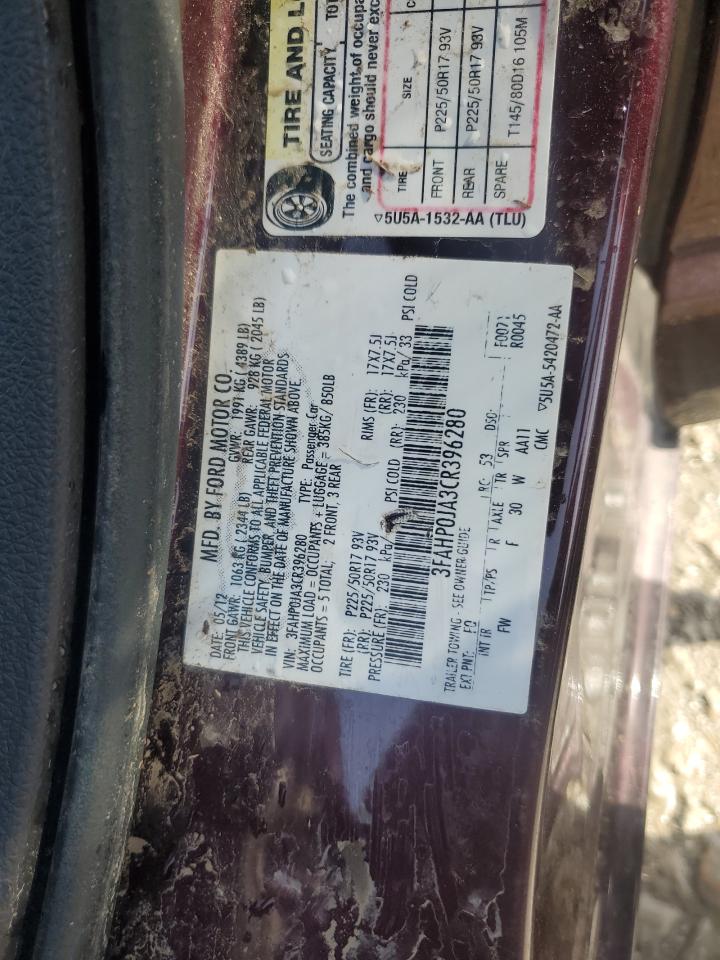 TIRE AND
SEATING CAPACITY
The combined weight of
and cargo should never
TIRE SIZE
FRONT P225/50R17 93V
REAR P225/50R17 93V
SPARE T145/80D16 105M
▽5U5A-1532-AA (TLU)
MFD. BY FORD MOTOR CO.
DATE: 05/12 GVWR: 1991 KG ( 4389 LB)
FRONT GAWR: 1063 KG ( 2344 LB) REAR GAWR: 928 KG ( 2045 LB)
THIS VEHICLE CONFORMS TO ALL APPLICABLE FEDERAL MOTOR
VEHICLE SAFETY, BUMPER, AND THEFT PREVENTION STANDARDS
IN EFFECT ON THE DATE OF MANUFACTURE SHOWN ABOVE.
VIN: 3FAHP0JA3CR396280 TYPE: Passenger Car
MAXIMUM LOAD = OCCUPANTS + LUGGAGE = 385KG/ 850LB
OCCUPANTS = 5 TOTAL; 2 FRONT, 3 REAR
TIRE (FR): P225/50R17 93V RIMS (FR): 17X7.5J
(RR): P225/50R17 93V (RR): 17X7.5J
PRESSURE (FR): 230 kPa/ PSI COLD (RR): 230 kPa/ 33 PSI COLD
3FAHP0JA3CR396280
TRAILER TOWING - SEE OWNER GUIDE
EXT PNT: RC: 53 DSO: F0071
INT TR TP/PS R AXLE TR SPR R0045
FW F 30 W AA11
CMC ▽5U5A-5420472-AA